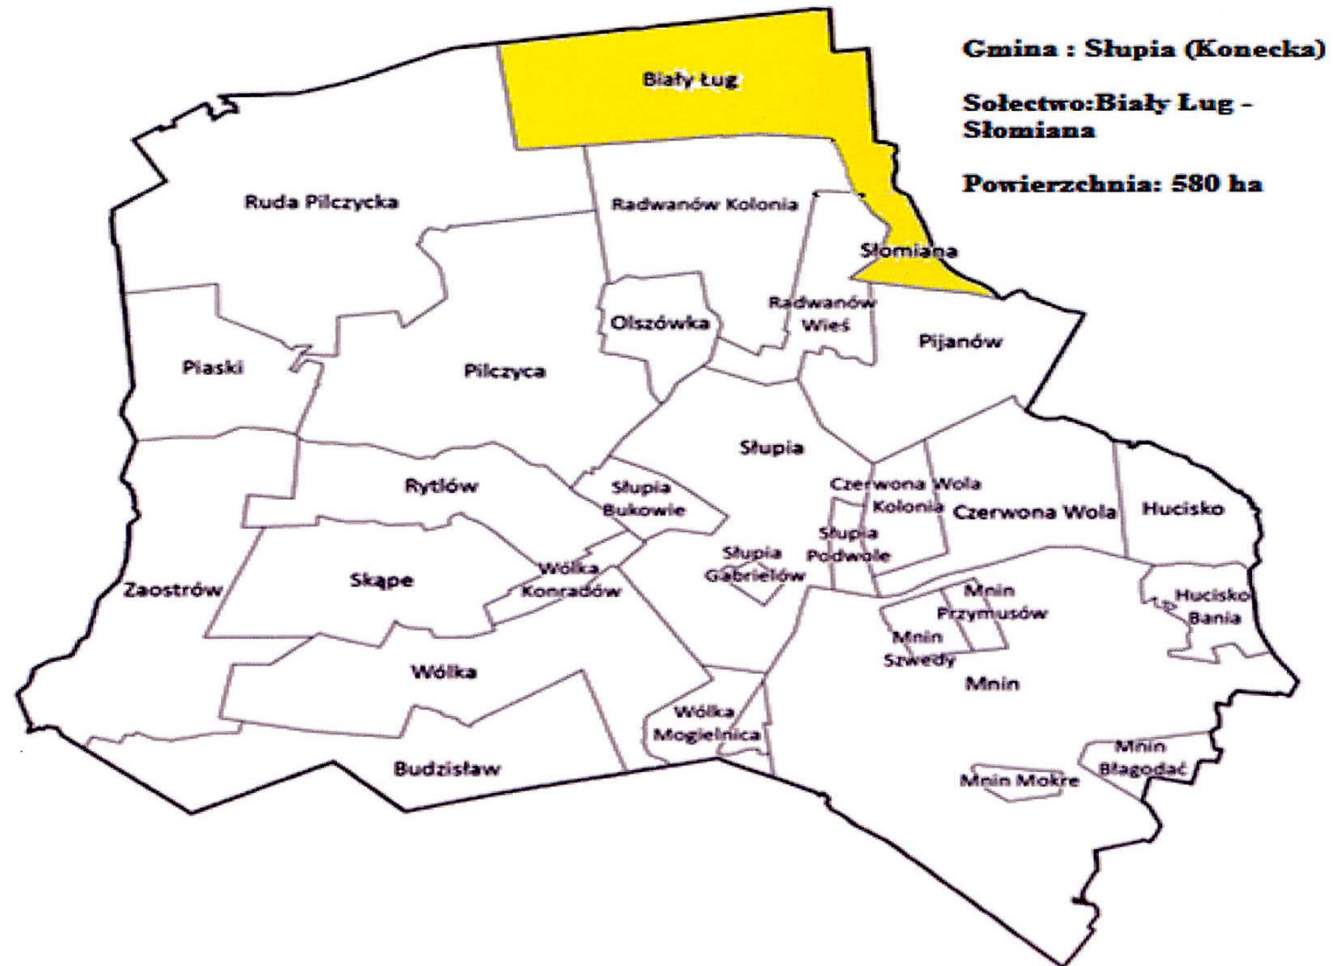 Gmina : Słupia (Konecka)
Sołectwo:Biały Ług -
Słomiana
Powierzchnia: 580 ha
Biały Ług
Ruda Pilczycka
Radwanów Kolonia
Słomiana
Radwanów
Wieś
Olszówka
Pijanów
Piaski
Pilczyca
Słupia
Rytlów
Słupia
Bukowie
Czerwona Wola
Kolonia
Czerwona Wola
Hucisko
Słupia
Podwole
Słupia
Gabrielów
Zaostrów
Skąpe
Wólka
Konradów
Mnin
Przymusów
Hucisko
Bania
Mnin
Szwedy
Wólka
Mnin
Wólka
Mogielnica
Budzisław
Mnin
Błagodać
Mnin Mokre